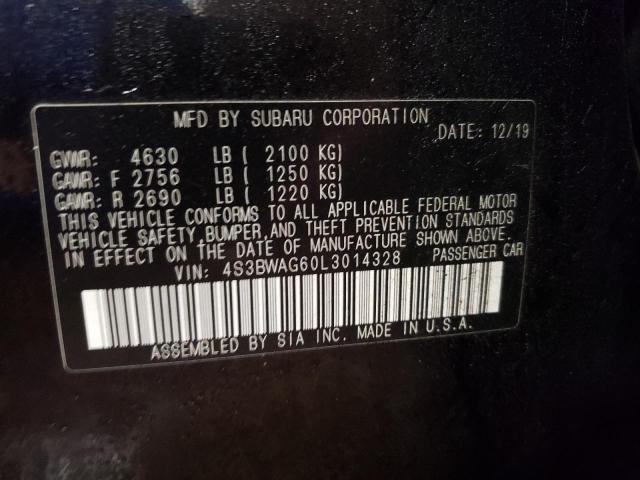 MFD BY SUBARU CORPORATION
DATE: 12/19
GVWR: 4630 LB ( 2100 KG)
GAWR: F 2756 LB ( 1250 KG)
GAWR: R 2690 LB ( 1220 KG)
THIS VEHICLE CONFORMS TO ALL APPLICABLE FEDERAL MOTOR
VEHICLE SAFETY, BUMPER, AND THEFT PREVENTION STANDARDS
IN EFFECT ON THE DATE OF MANUFACTURE SHOWN ABOVE.
VIN: 4S3BWAG60L3014328 PASSENGER CAR
ASSEMBLED BY SIA INC. MADE IN U.S.A.